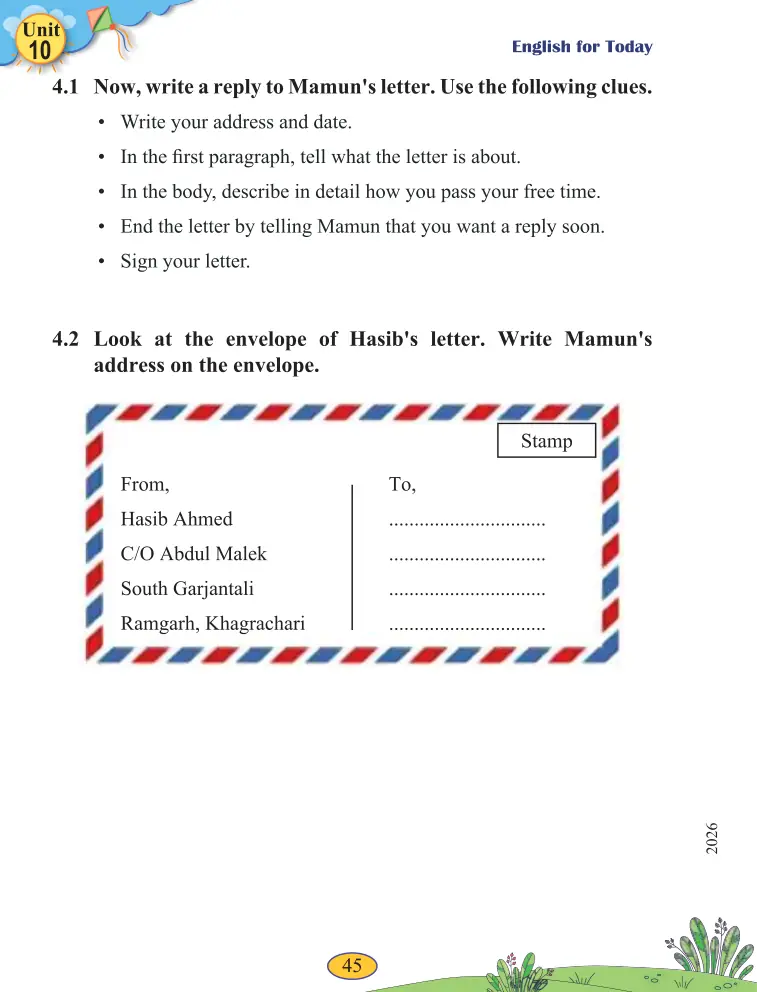 Unit
10
English for Today
4.1 Now, write a reply to Mamun's letter. Use the following clues.
• Write your address and date.
• In the first paragraph, tell what the letter is about.
• In the body, describe in detail how you pass your free time.
• End the letter by telling Mamun that you want a reply soon.
• Sign your letter.
4.2 Look at the envelope of Hasib's letter. Write Mamun's
address on the envelope.
Stamp
From,
Hasib Ahmed
C/O Abdul Malek
South Garjantali
Ramgarh, Khagrachari
To,
...............................
...............................
...............................
...............................
2026
45